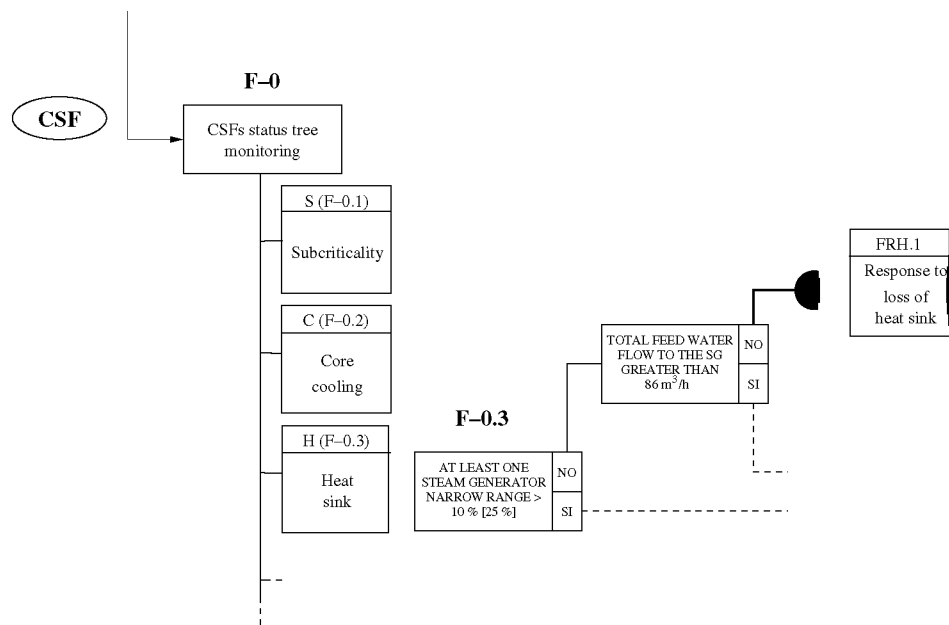 F–0
CSF
CSFs status tree
monitoring
S (F–0.1)
Subcriticality
C (F–0.2)
Core
cooling
H (F–0.3)
Heat
sink
F–0.3
AT LEAST ONE
STEAM GENERATOR
NARROW RANGE >
10 % [25 %]
NO
SI
TOTAL FEED WATER
FLOW TO THE SG
GREATER THAN
86 m³/h
NO
SI
FRH.1
Response to
loss of
heat sink